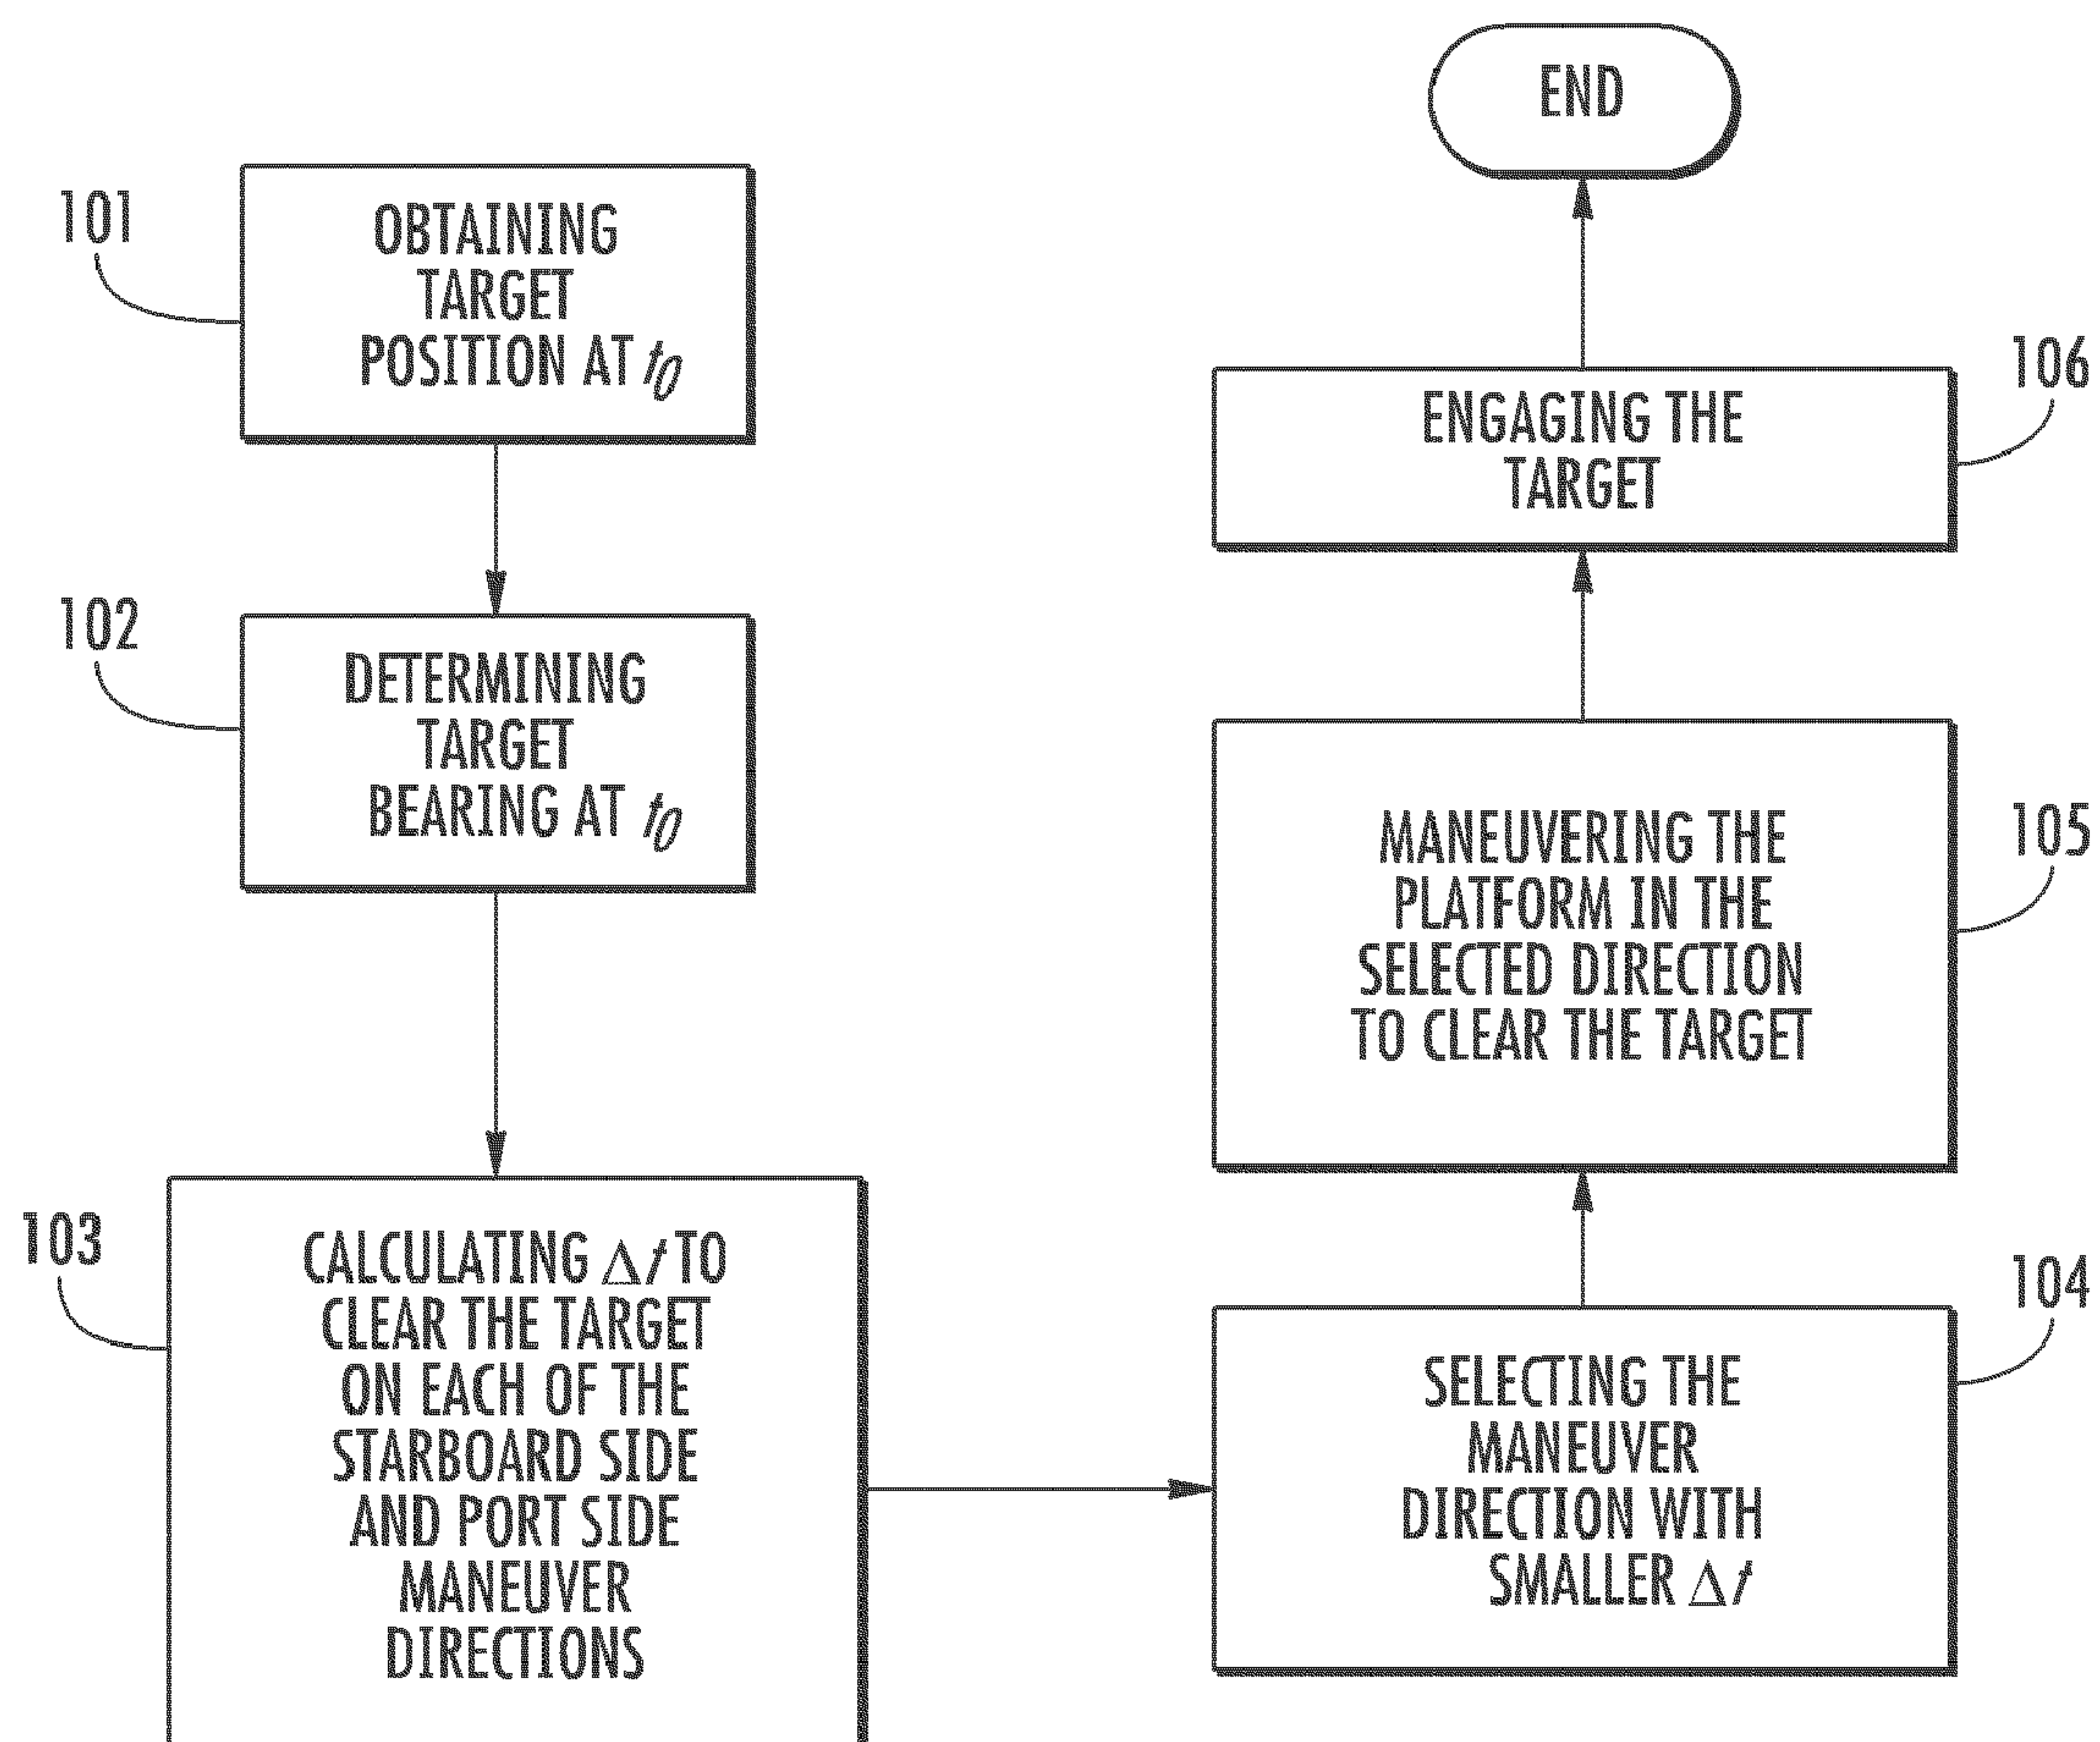 101
OBTAINING
TARGET
POSITION AT t0
102
DETERMINING
TARGET
BEARING AT t0
103
CALCULATING Δt TO
CLEAR THE TARGET
ON EACH OF THE
STARBOARD SIDE
AND PORT SIDE
MANEUVER
DIRECTIONS
104
SELECTING THE
MANEUVER
DIRECTION WITH
SMALLER Δt
105
MANEUVERING THE
PLATFORM IN THE
SELECTED DIRECTION
TO CLEAR THE TARGET
106
ENGAGING THE
TARGET
END